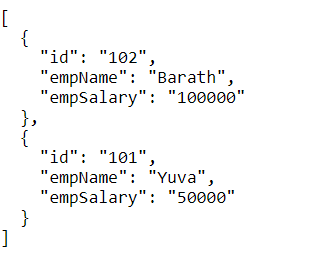 [
  {
    "id": "102",
    "empName": "Barath",
    "empSalary": "100000"
  },
  {
    "id": "101",
    "empName": "Yuva",
    "empSalary": "50000"
  }
]